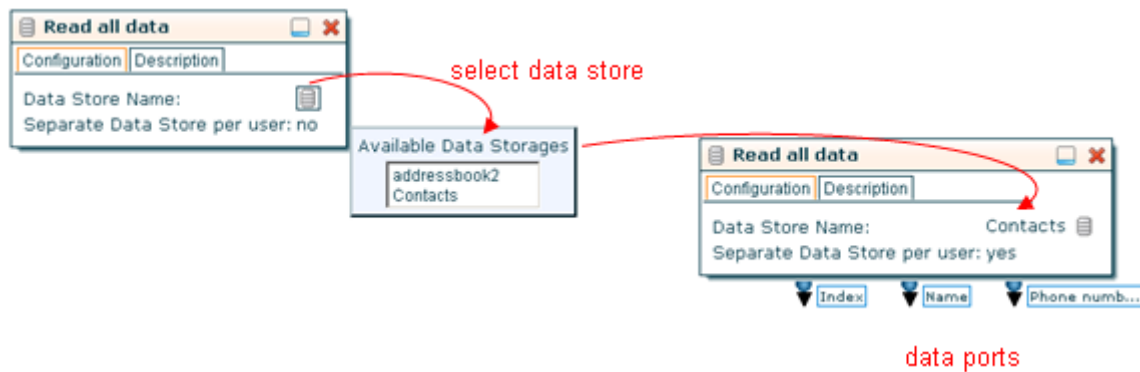 Read all data
Configuration Description
Data Store Name:
Separate Data Store per user: no
select data store
Available Data Storages
addressbook2
Contacts
Read all data
Configuration Description
Data Store Name: Contacts
Separate Data Store per user: yes
Index Name Phone numb...
data ports